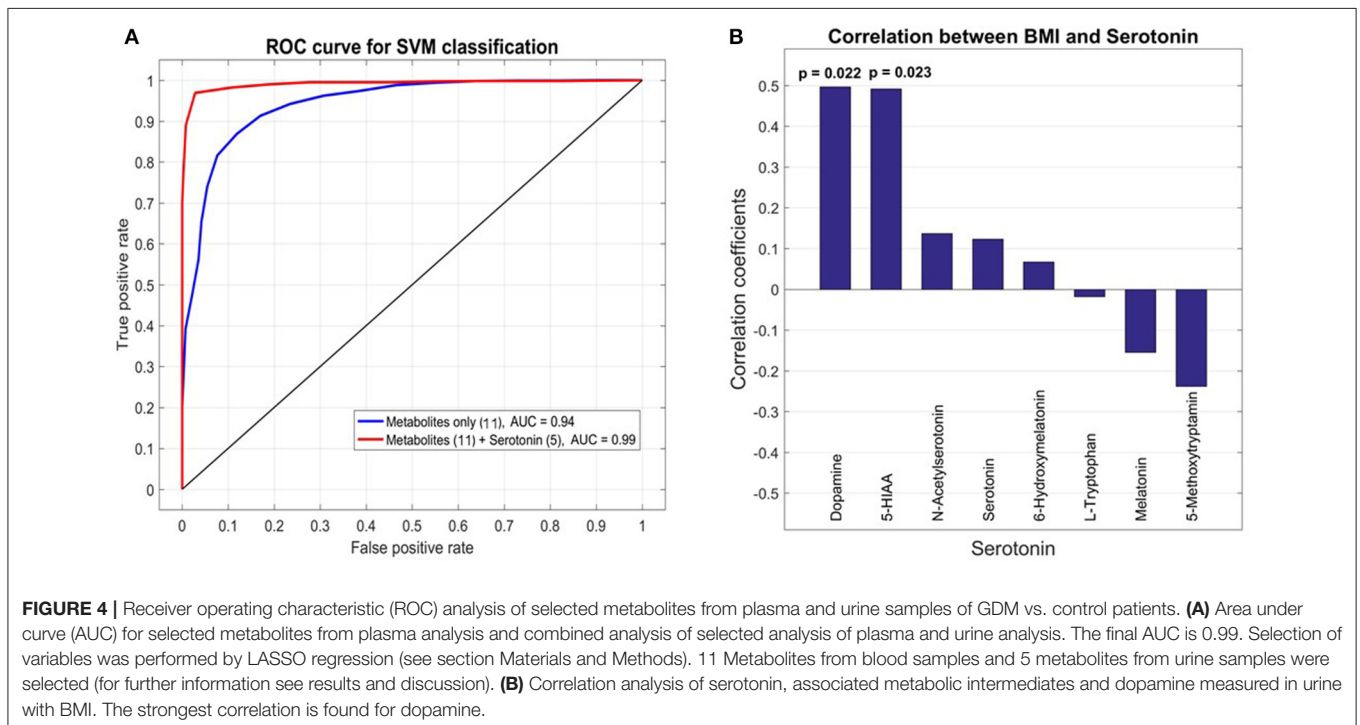 A
ROC curve for SVM classification
1
0.9
0.8
0.7
0.6
0.5
0.4
0.3
0.2
0.1
0
True positive rate
Metabolites only (11), AUC = 0.94
Metabolites (11) + Serotonin (5), AUC = 0.99
0 0.1 0.2 0.3 0.4 0.5 0.6 0.7 0.8 0.9 1
False positive rate
B
Correlation between BMI and Serotonin
p = 0.022 p = 0.023
0.5
0.4
0.3
0.2
0.1
0
-0.1
-0.2
-0.3
-0.4
-0.5
Correlation coefficients
Dopamine
5-HIAA
N-Acetylserotonin
Serotonin
6-Hydroxymelatonin
L-Tryptophan
Melatonin
5-Methoxytryptamin
Serotonin
FIGURE 4 | Receiver operating characteristic (ROC) analysis of selected metabolites from plasma and urine samples of GDM vs. control patients. (A) Area under
curve (AUC) for selected metabolites from plasma analysis and combined analysis of selected analysis of plasma and urine analysis. The final AUC is 0.99. Selection of
variables was performed by LASSO regression (see section Materials and Methods). 11 Metabolites from blood samples and 5 metabolites from urine samples were
selected (for further information see results and discussion). (B) Correlation analysis of serotonin, associated metabolic intermediates and dopamine measured in urine
with BMI. The strongest correlation is found for dopamine.